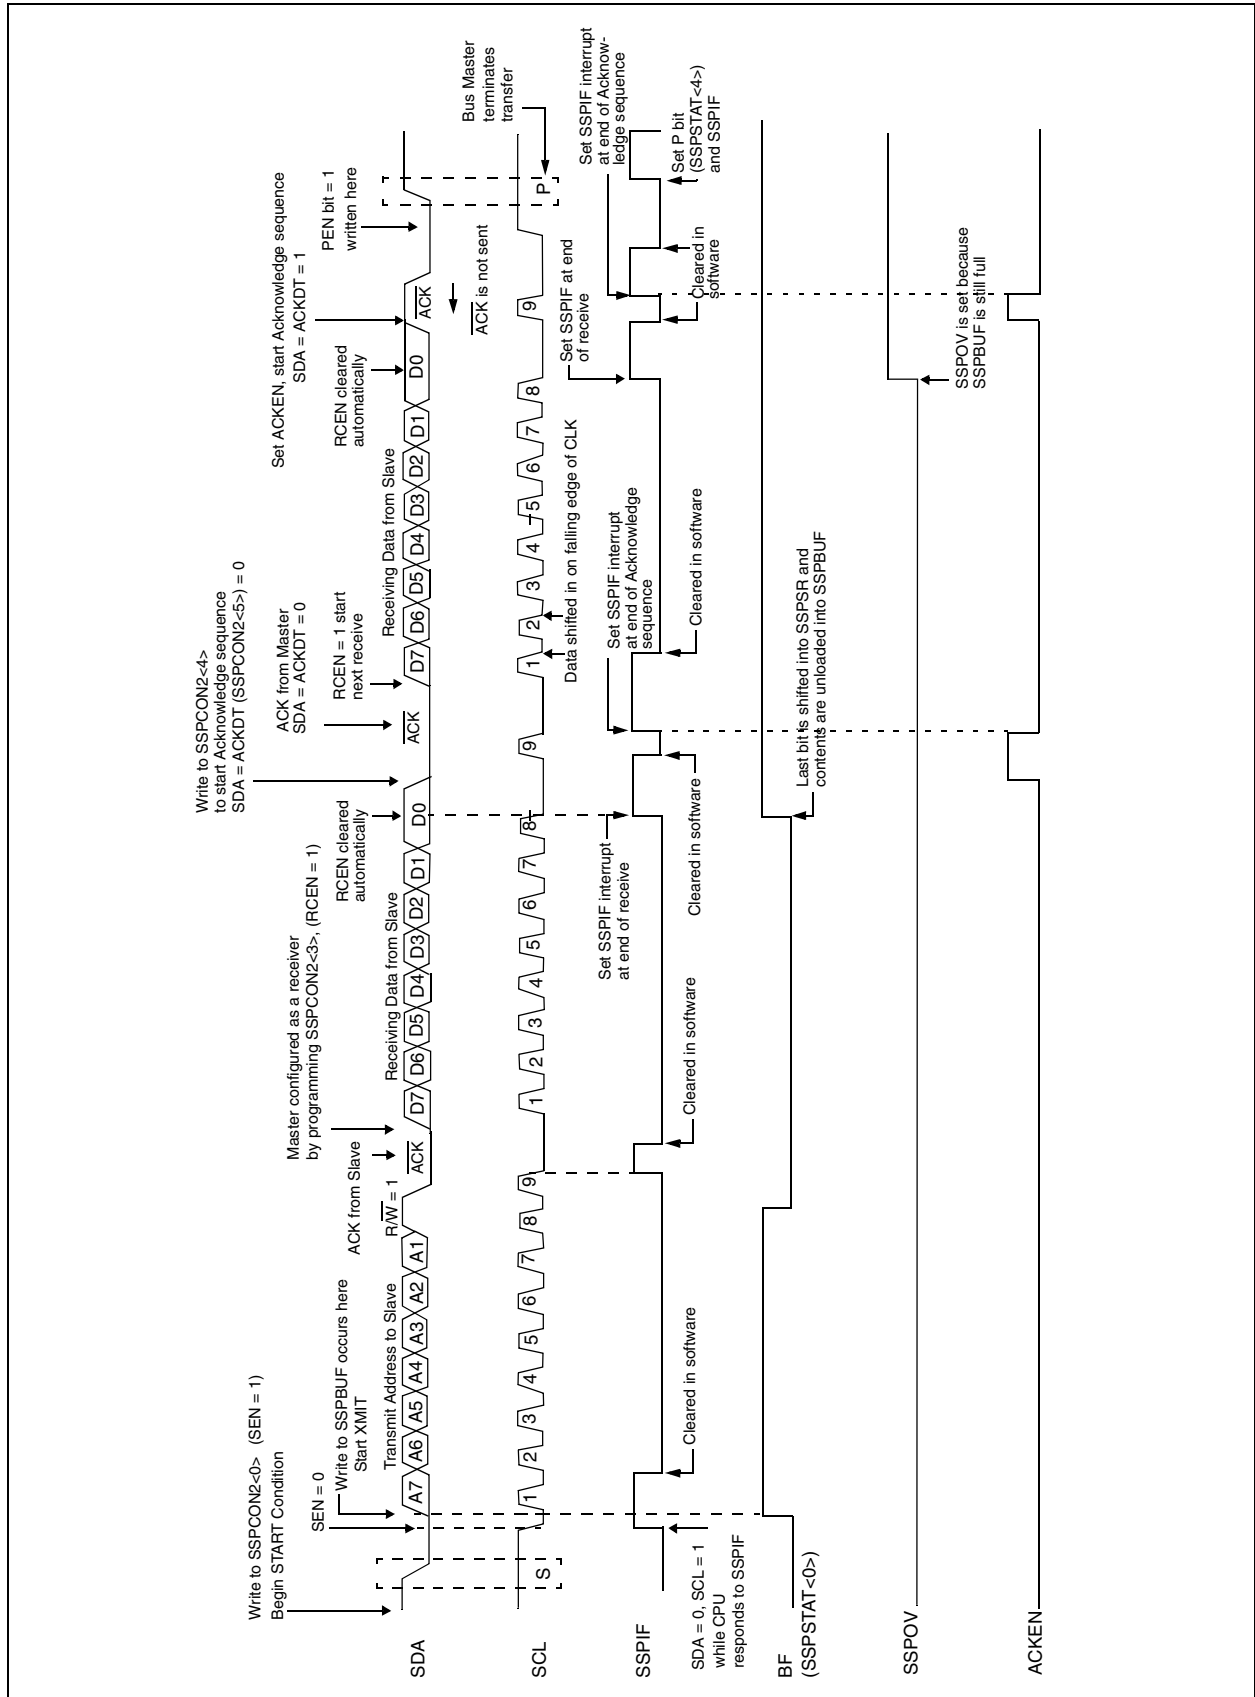 Write to SSPCON2<0> (SEN = 1)
Begin START Condition
SEN = 0
Write to SSPBUF occurs here
Start XMIT
Transmit Address to Slave
R/W = 1
ACK from Slave
Master configured as a receiver
by programming SSPCON2<3>, (RCEN = 1)
Receiving Data from Slave
RCEN cleared
automatically
Write to SSPCON2<4>
to start Acknowledge sequence
SDA = ACKDT (SSPCON2<5>) = 0
ACK from Master
SDA = ACKDT = 0
RCEN = 1 start
next receive
Receiving Data from Slave
RCEN cleared
automatically
Set ACKEN, start Acknowledge sequence
SDA = ACKDT = 1
PEN bit = 1
written here
Bus Master
terminates
transfer
SDA
A7 A6 A5 A4 A3 A2 A1
ACK
D7 D6 D5 D4 D3 D2 D1 D0
ACK
D7 D6 D5 D4 D3 D2 D1 D0
ACK
ACK is not sent
SCL
S
1 2 3 4 5 6 7 8 9
1 2 3 4 5 6 7 8 9
1 2 3 4 5 6 7 8 9
P
Data shifted in on falling edge of CLK
SSPIF
SDA = 0, SCL = 1
while CPU
responds to SSPIF
Cleared in software
Cleared in software
Set SSPIF interrupt
at end of receive
Cleared in software
Set SSPIF interrupt
at end of Acknowledge
sequence
Cleared in software
Set SSPIF at end
of receive
Cleared in
software
Set SSPIF interrupt
at end of Acknow-
ledge sequence
Set P bit
(SSPSTAT<4>)
and SSPIF
BF
(SSPSTAT<0>)
Last bit is shifted into SSPSR and
contents are unloaded into SSPBUF
SSPOV
SSPOV is set because
SSPBUF is still full
ACKEN